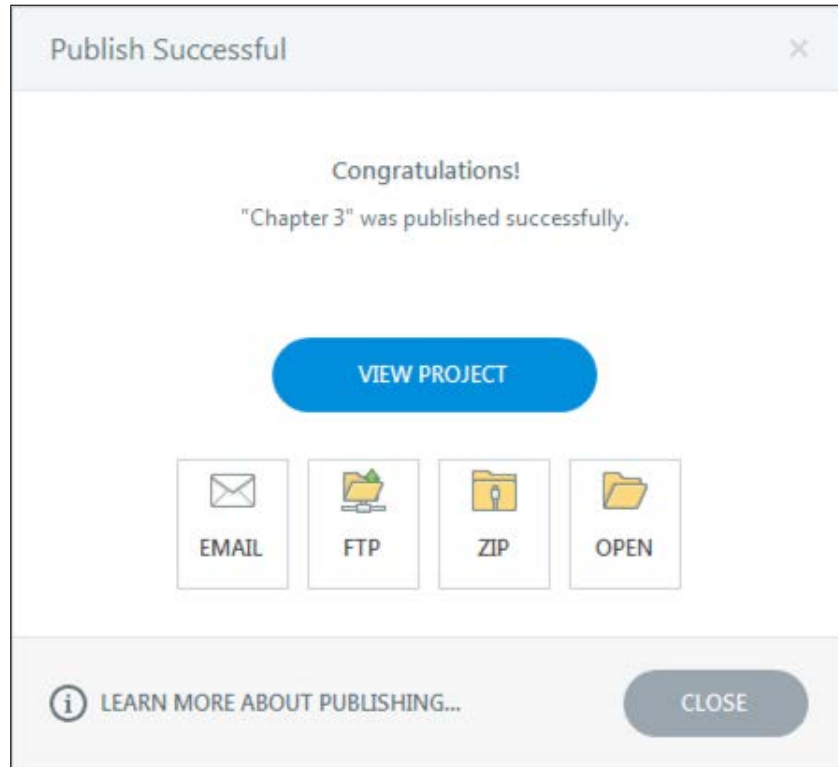 Publish Successful
Congratulations!
"Chapter 3" was published successfully.
VIEW PROJECT
EMAIL FTP ZIP OPEN
LEARN MORE ABOUT PUBLISHING...
CLOSE